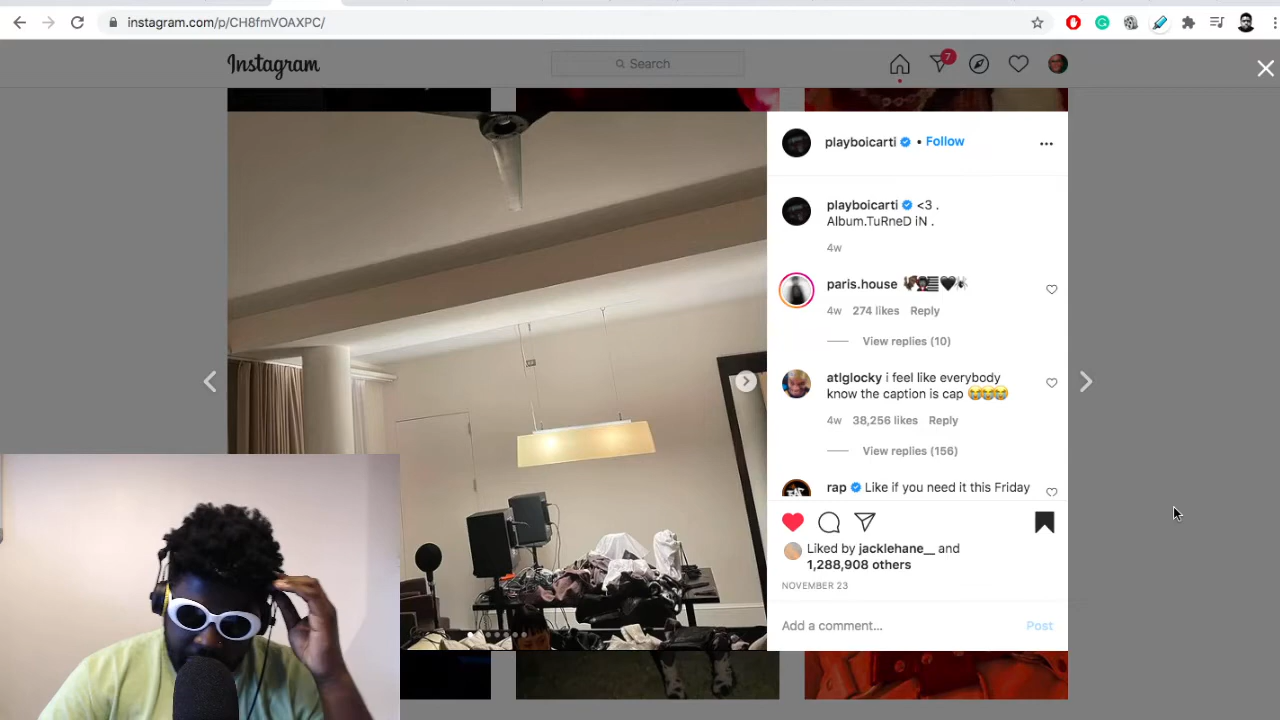 instagram.com/p/CH8fmVOAXPC/
Instagram
Search
7
playboicarti • Follow
playboicarti <3 .
Album.TuRneD iN .
4w
paris.house
4w 274 likes Reply
View replies (10)
atlglocky i feel like everybody
know the caption is cap 😭😭😭
4w 38,256 likes Reply
View replies (156)
rap Like if you need it this Friday
Liked by jacklehane__ and
1,288,908 others
NOVEMBER 23
Add a comment...
Post